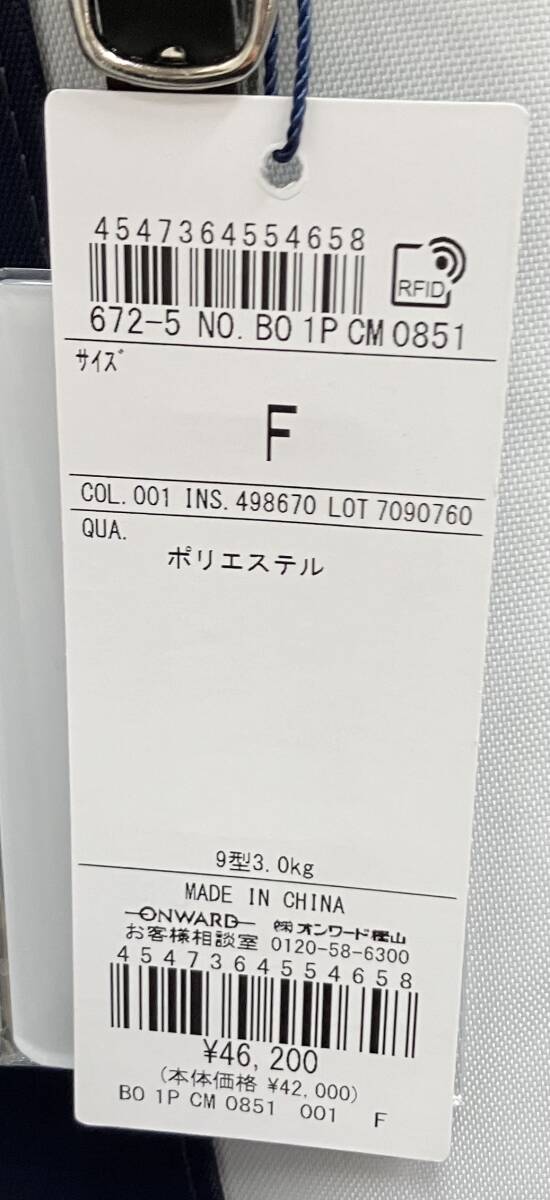 4547364554658
RFID
672-5 NO. BO 1P CM 0851
ｻｲｽﾞ
F
COL. 001 INS. 498670 LOT 7090760
QUA.
ポリエステル
9型3.0kg
MADE IN CHINA
ONWARD ㈱オンワード樫山
お客様相談室 0120-58-6300
4547364554658
¥46,200
(本体価格 ¥42,000)
BO 1P CM 0851 001 F